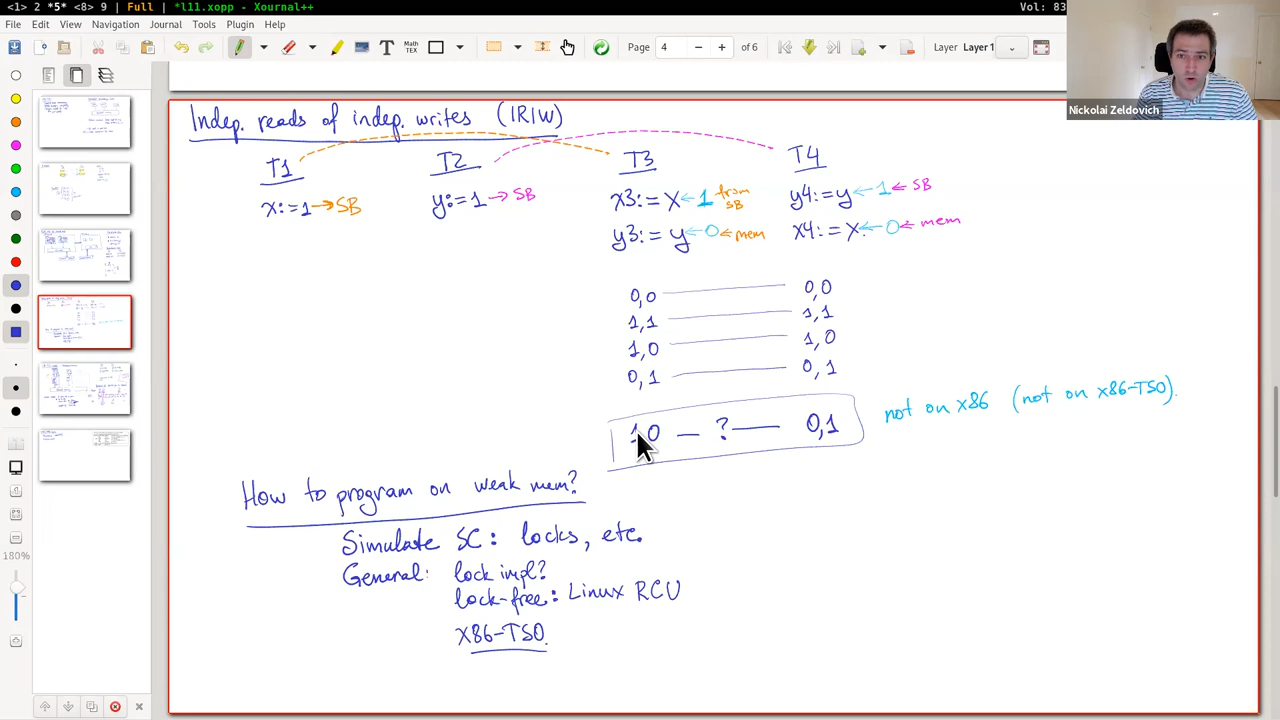 <1> 2 *5* <8> 9 | Full | *l11.xopp - Xournal++
Vol: 83
File Edit View Navigation Journal Tools Plugin Help
T Math TEX Page 4 − + of 6 Layer Layer 1
Nickolai Zeldovich
Indep. reads of indep. writes (IRIW)
T1 T2 T3 T4
x:=1 → SB y:=1 → SB x3:= x ← 1 from SB y4:= y ← 1 ← SB
y3:= y ← 0 ← mem x4:= x ← 0 ← mem
0,0 0,0
1,1 1,1
1,0 1,0
0,1 0,1
1,0 — ? — 0,1 not on x86 (not on x86-TSO).
How to program on weak mem?
Simulate SC: locks, etc.
General: lock impl?
lock-free: Linux RCU
x86-TSO.
180%